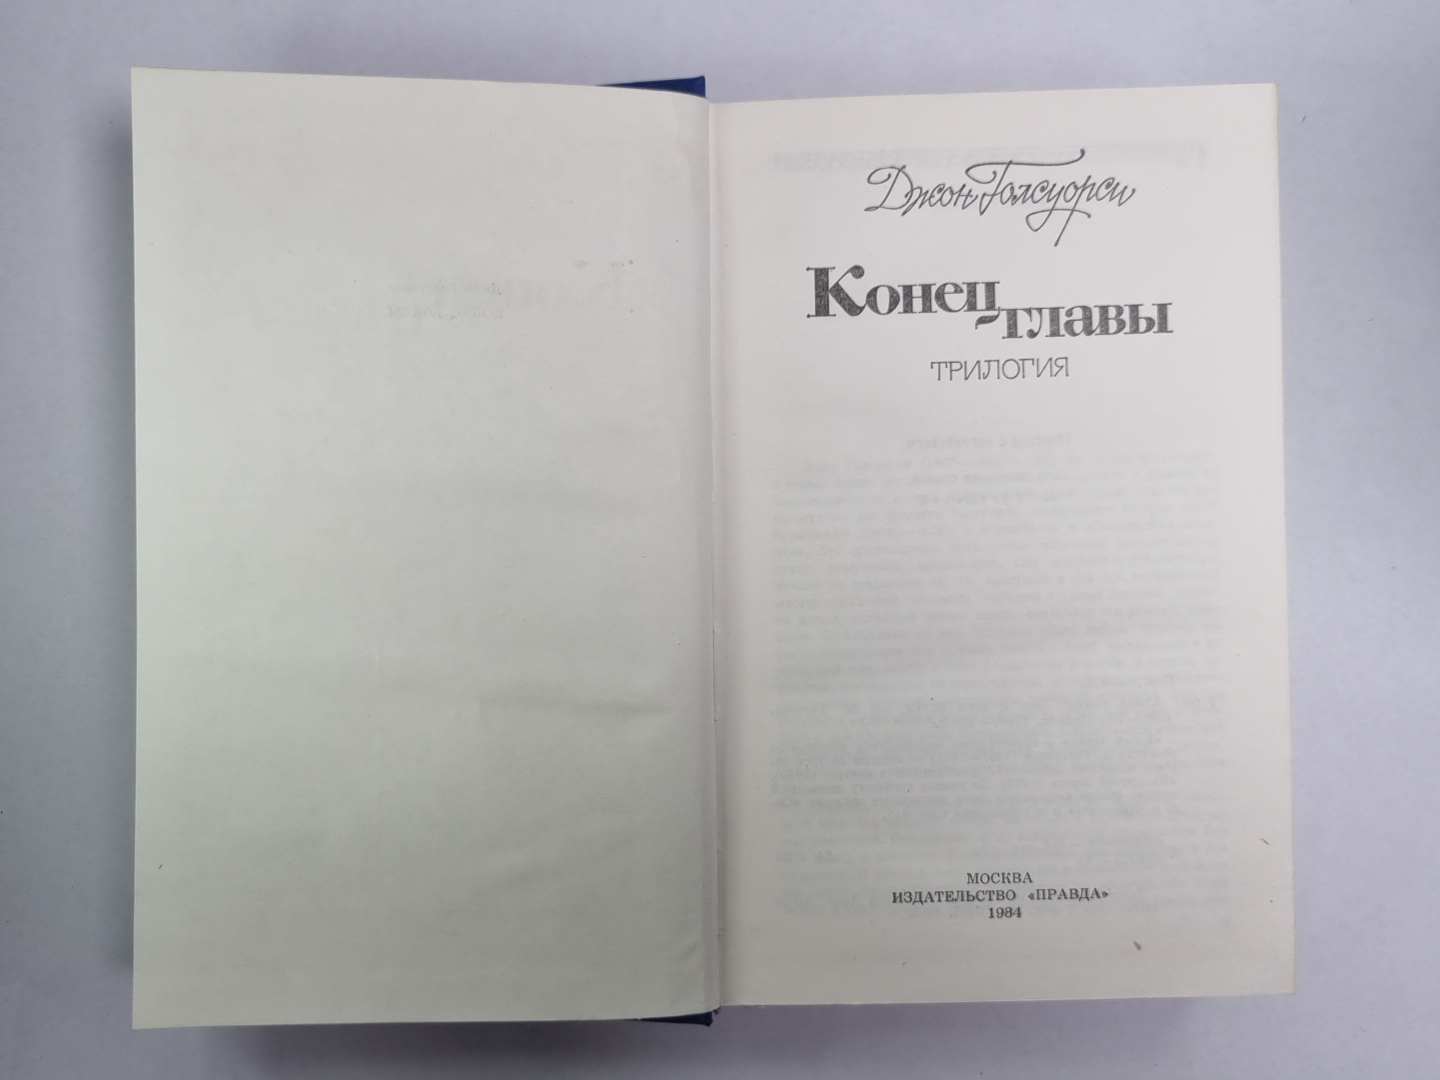 Джон Голсуорси
Конец
главы
ТРИЛОГИЯ
МОСКВА
ИЗДАТЕЛЬСТВО «ПРАВДА»
1984